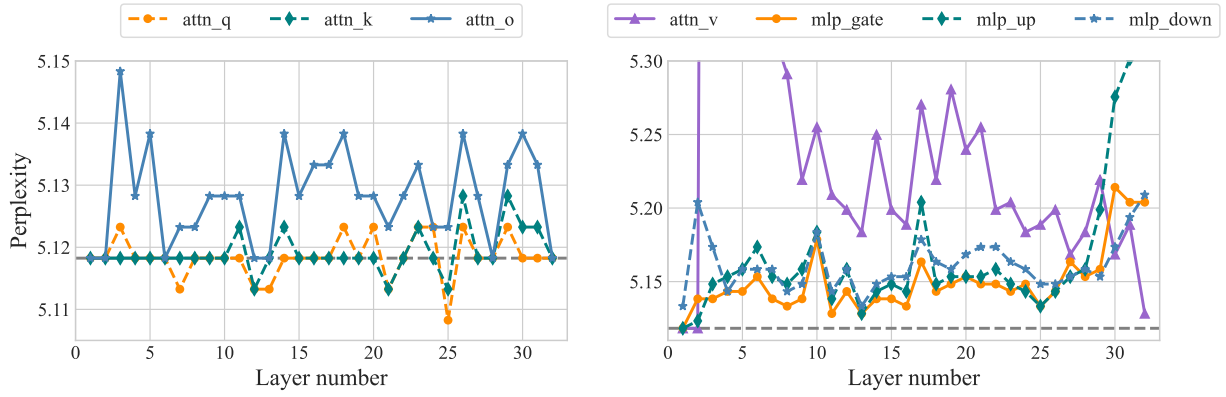 attn_q attn_k attn_o
5.15
5.14
5.13
5.12
5.11
Perplexity
0 5 10 15 20 25 30
Layer number
attn_v mlp_gate mlp_up mlp_down
5.30
5.25
5.20
5.15
0 5 10 15 20 25 30
Layer number